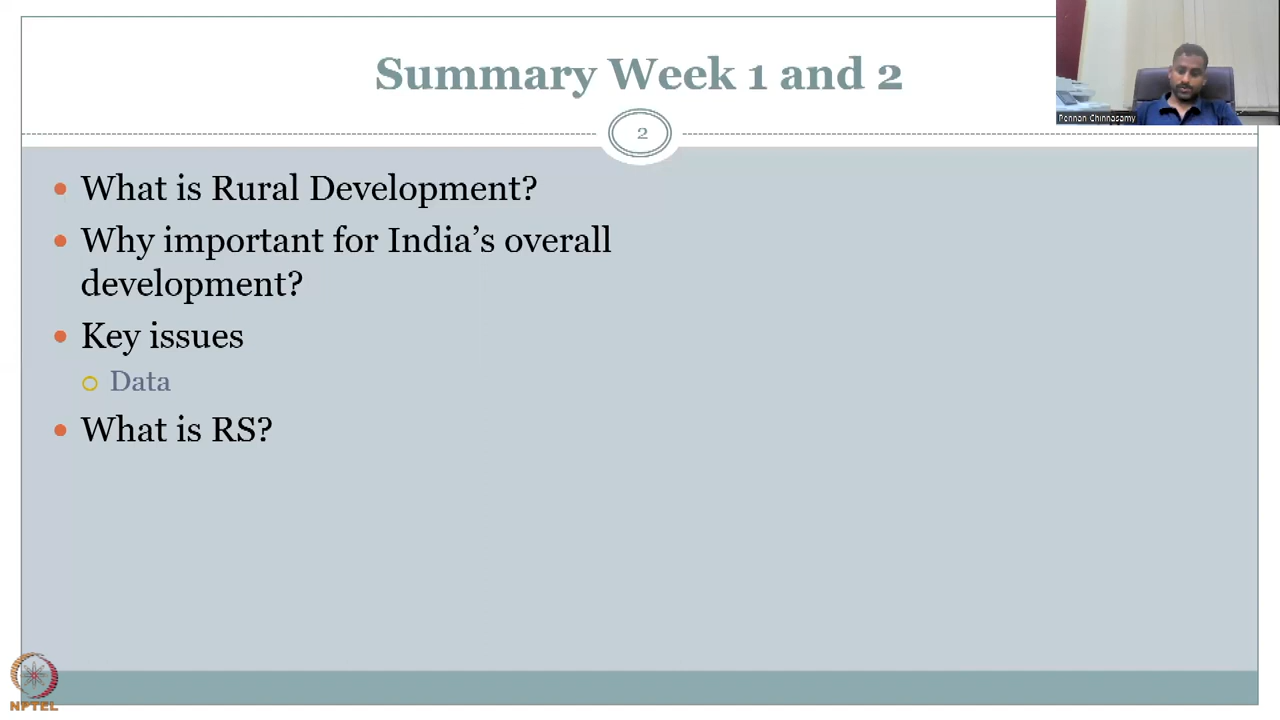 Summary Week 1 and 2
Pennan Chinnasamy
2
What is Rural Development?
Why important for India’s overall
development?
Key issues
Data
What is RS?
NPTEL